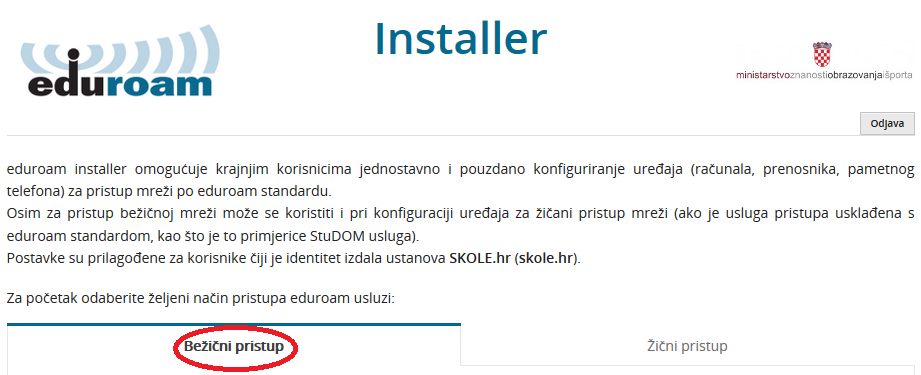 Installer
eduroam
ministarstvoznanostiobrazovanjaišporta
Odjava
eduroam installer omogućuje krajnjim korisnicima jednostavno i pouzdano konfiguriranje uređaja (računala, prenosnika, pametnog
telefona) za pristup mreži po eduroam standardu.
Osim za pristup bežičnoj mreži može se koristiti i pri konfiguraciji uređaja za žičani pristup mreži (ako je usluga pristupa usklađena s
eduroam standardom, kao što je to primjerice StuDOM usluga).
Postavke su prilagođene za korisnike čiji je identitet izdala ustanova SKOLE.hr (skole.hr).
Za početak odaberite željeni način pristupa eduroam usluzi:
Bežični pristup
Žični pristup